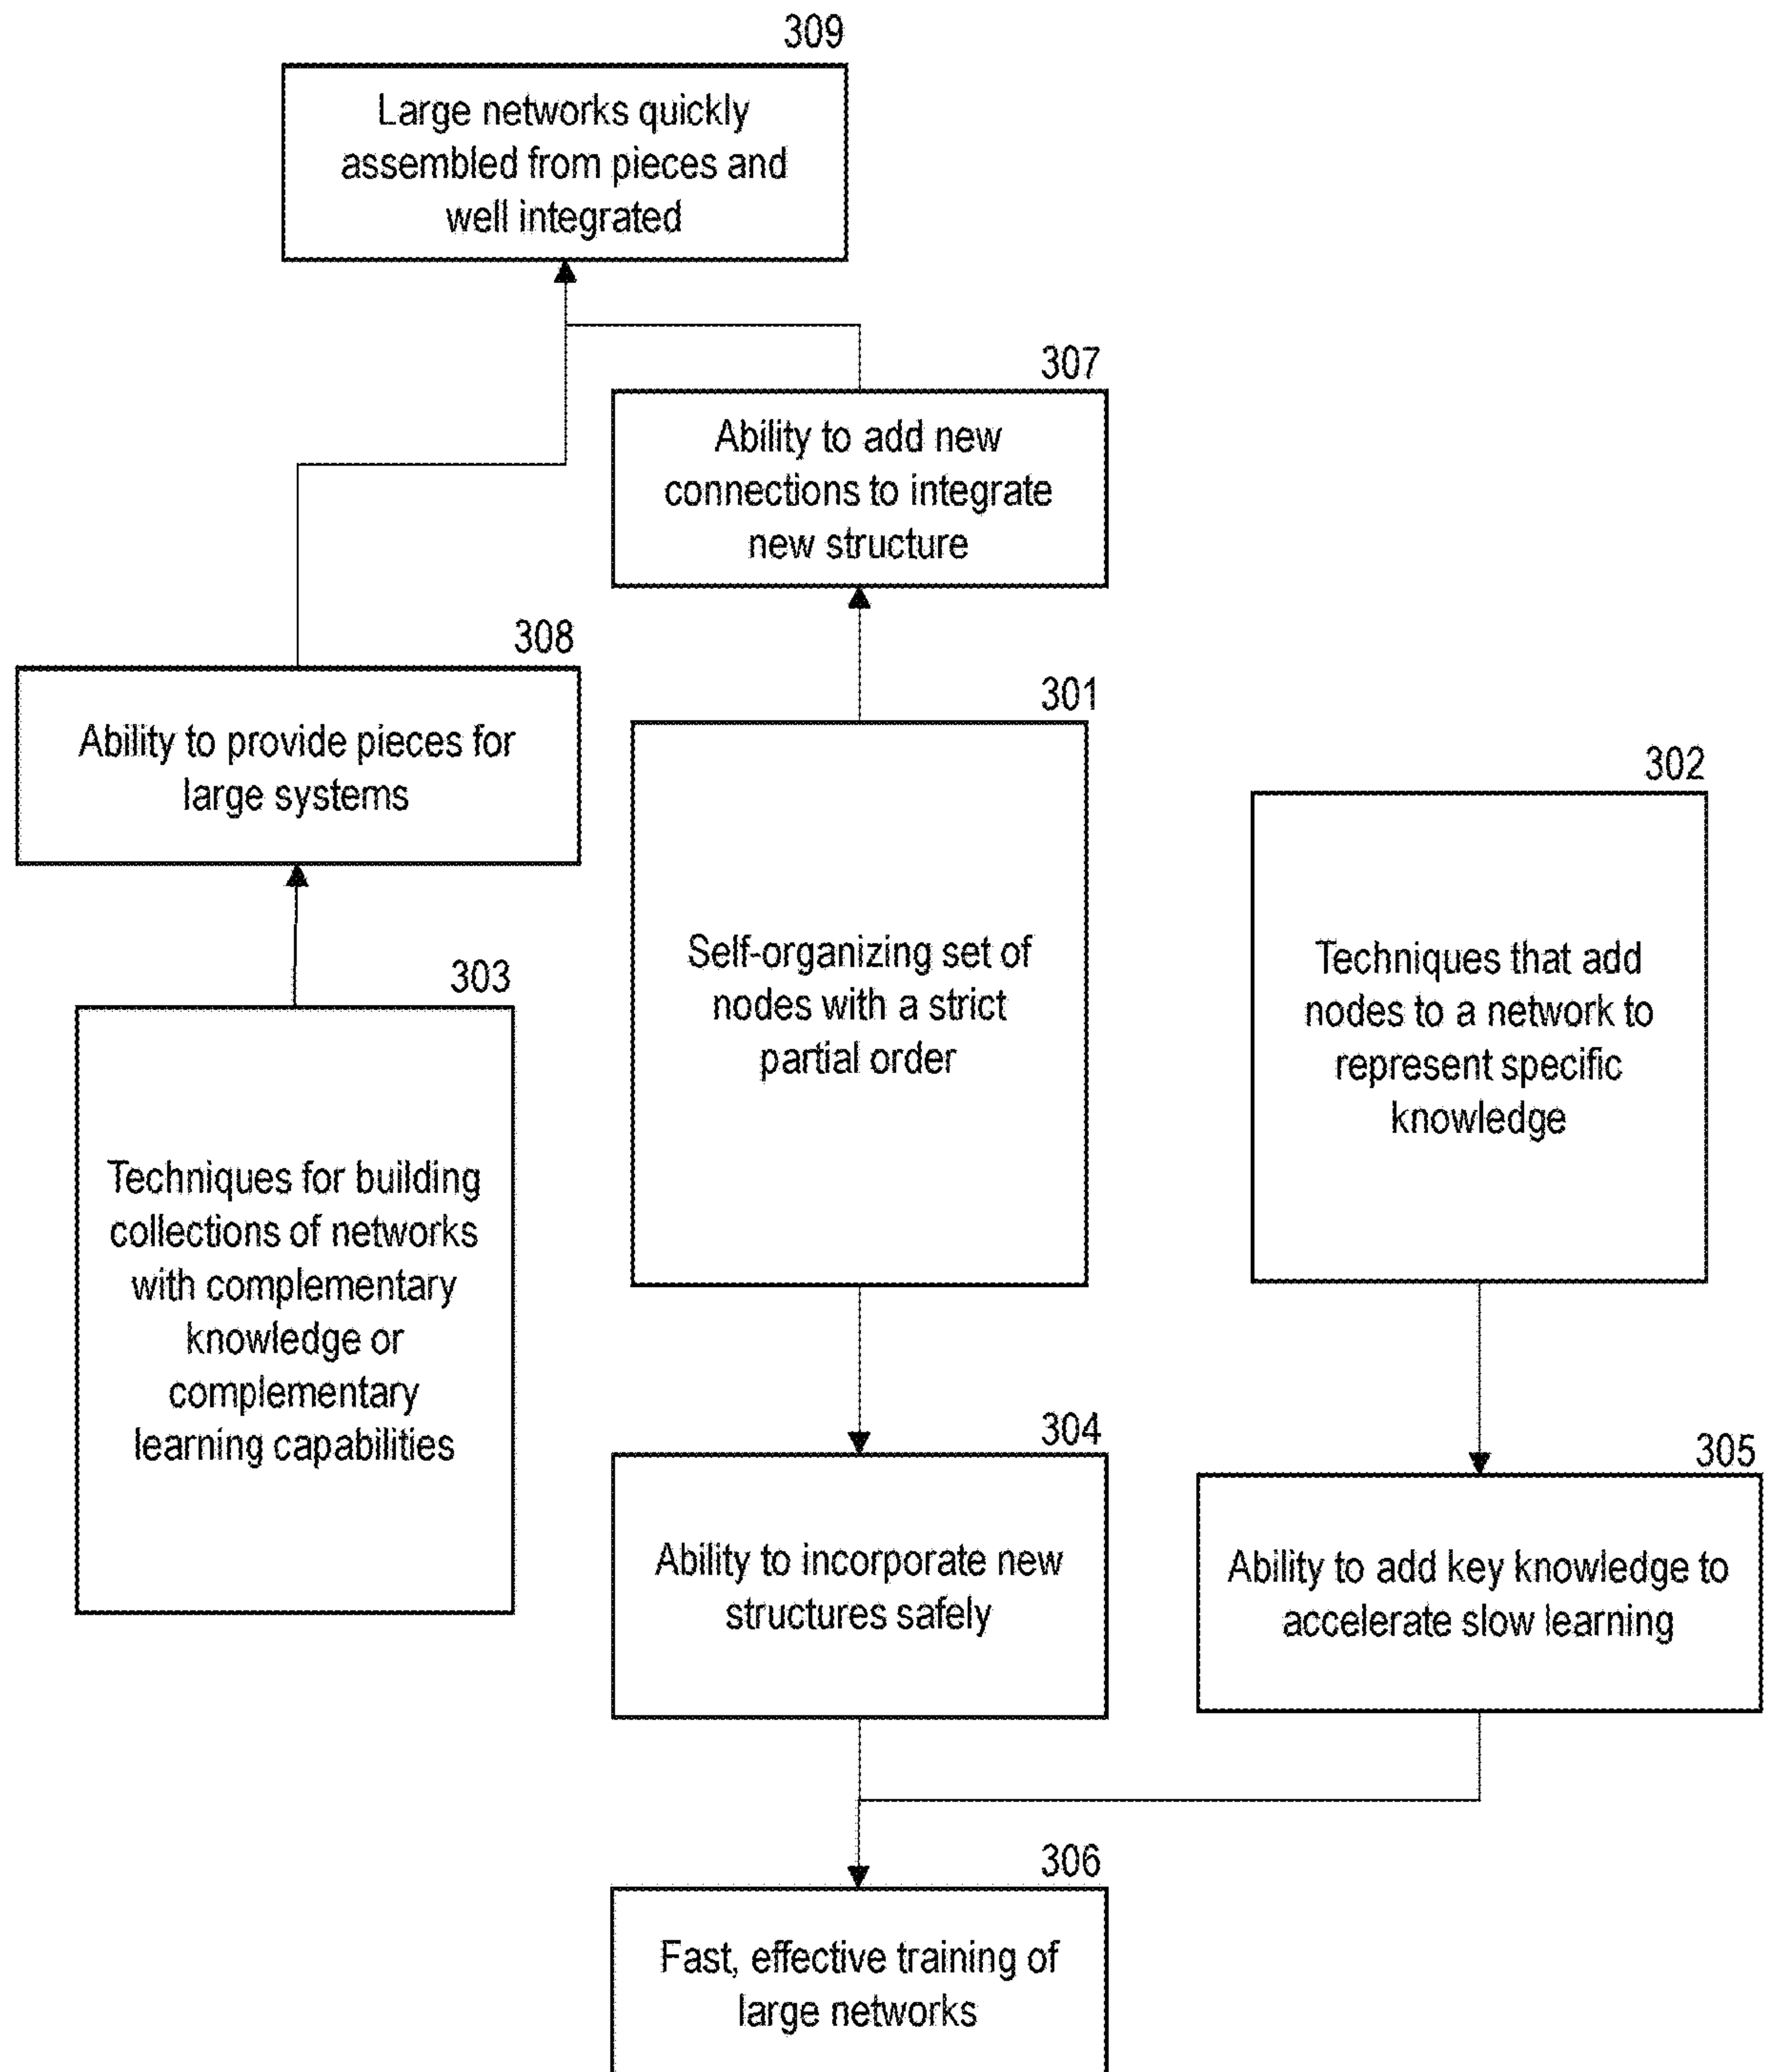 309
Large networks quickly
assembled from pieces and
well integrated
307
Ability to add new
connections to integrate
new structure
308
Ability to provide pieces for
large systems
301
Self-organizing set of
nodes with a strict
partial order
302
Techniques that add
nodes to a network to
represent specific
knowledge
303
Techniques for building
collections of networks
with complementary
knowledge or
complementary
learning capabilities
304
Ability to incorporate new
structures safely
305
Ability to add key knowledge to
accelerate slow learning
306
Fast, effective training of
large networks